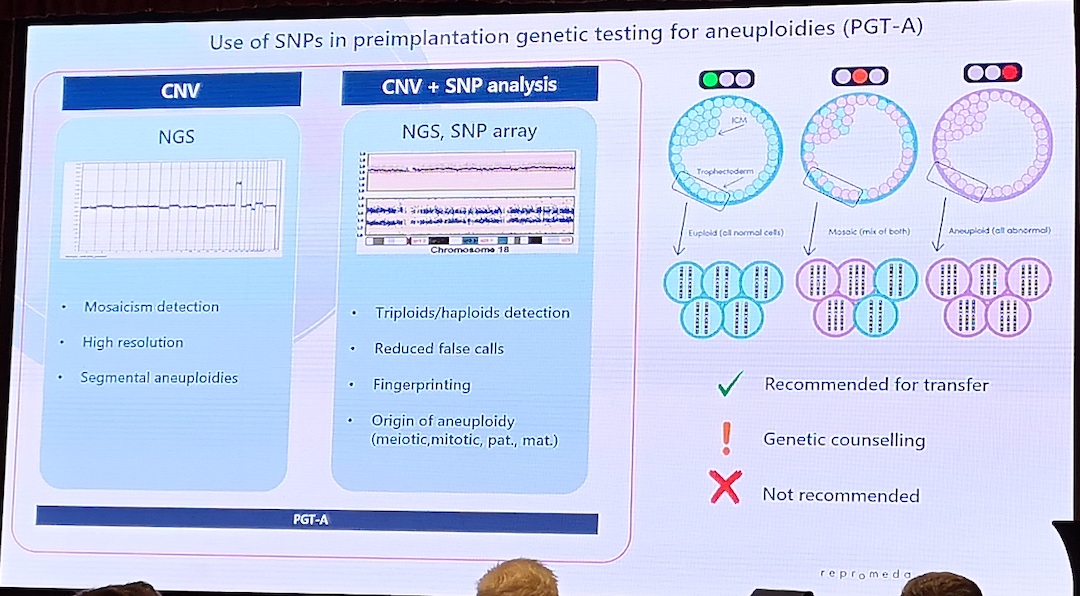 Use of SNPs in preimplantation genetic testing for aneuploidies (PGT-A)
CNV
NGS
• Mosaicism detection
• High resolution
• Segmental aneuploidies
CNV + SNP analysis
NGS, SNP array
Chromosome 18
• Triploids/haploids detection
• Reduced false calls
• Fingerprinting
• Origin of aneuploidy
(meiotic,mitotic, pat., mat.)
PGT-A
ICM
Trophectoderm
Euploid (all normal cells)
Mosaic (mix of both)
Aneuploid (all abnormal)
Recommended for transfer
Genetic counselling
Not recommended
repromeda